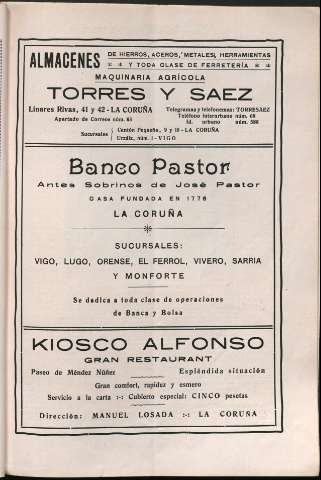 ALMACENES DE HIERROS, ACEROS, METALES, HERRAMIENTAS
Y TODA CLASE DE FERRETERÍA * *
MAQUINARIA AGRÍCOLA
TORRES Y SAEZ
Linares Rivas, 41 y 42 - LA CORUÑA
Apartado de Correos núm. 85
Telegramas y telefonemas: TORRESAEZ
Teléfono interurbano núm. 68
Id. urbano núm. 588
Sucursales: Cantón Pequeño, 9 y 10 - LA CORUÑA
Urzáiz, núm. 1 - VIGO
Banco Pastor
Antes Sobrinos de José Pastor
CASA FUNDADA EN 1776
LA CORUÑA
SUCURSALES:
VIGO, LUGO, ORENSE, EL FERROL, VIVERO, SARRIA
Y MONFORTE
Se dedica a toda clase de operaciones
de Banca y Bolsa
KIOSCO ALFONSO
GRAN RESTAURANT
Paseo de Méndez Núñez Espléndida situación
Gran comfort, rapidez y esmero
Servicio a la carta :-: Cubierto especial: CINCO pesetas
Dirección: MANUEL LOSADA :-: LA CORUÑA